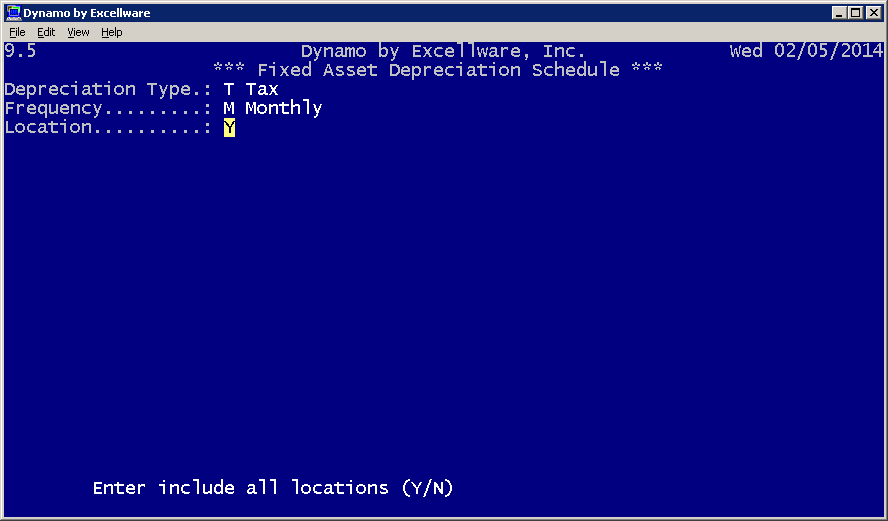 Dynamo by Excellware
File Edit View Help
9.5 Dynamo by Excellware, Inc. Wed 02/05/2014
*** Fixed Asset Depreciation Schedule ***
Depreciation Type.: T Tax
Frequency.........: M Monthly
Location..........: Y
Enter include all locations (Y/N)